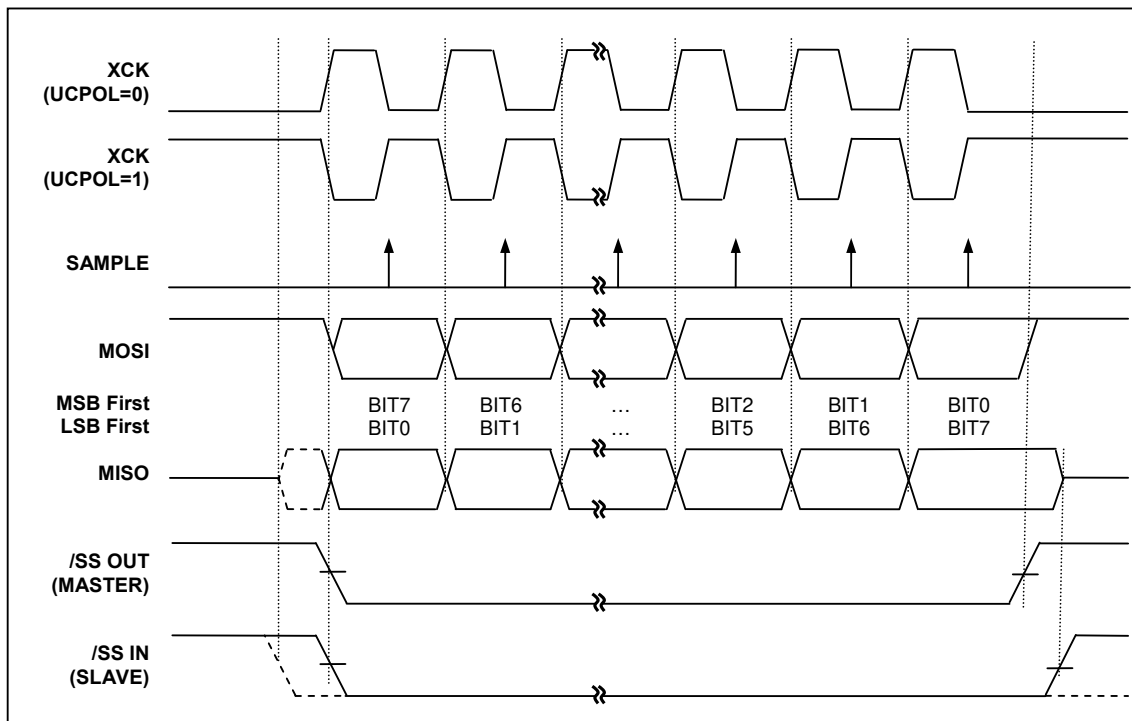 XCK
(UCPOL=0)
XCK
(UCPOL=1)
SAMPLE
MOSI
MSB First BIT7 BIT6 ... BIT2 BIT1 BIT0
LSB First BIT0 BIT1 ... BIT5 BIT6 BIT7
MISO
/SS OUT
(MASTER)
/SS IN
(SLAVE)